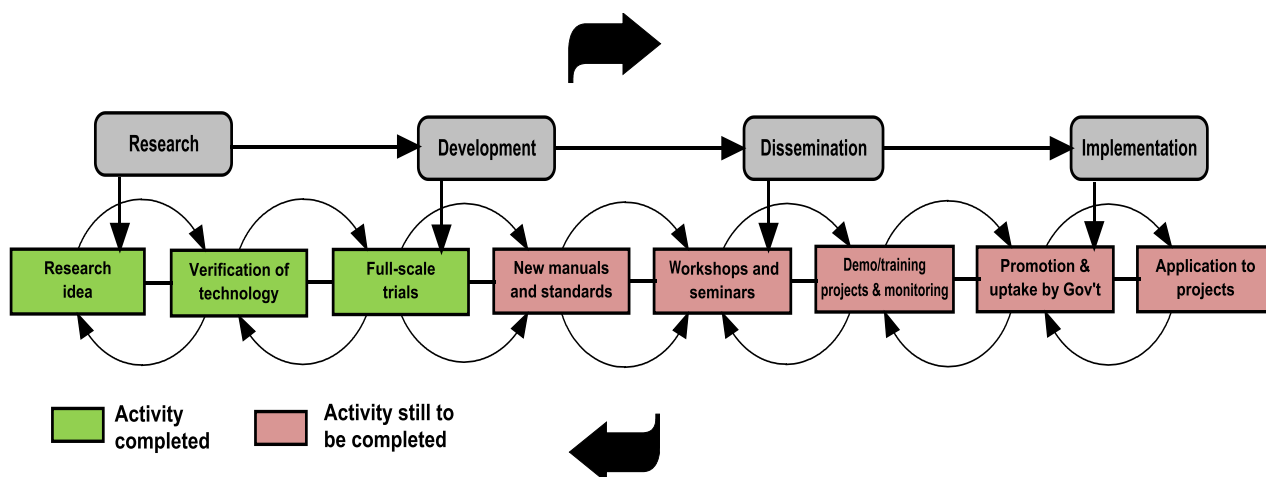 Research
Development
Dissemination
Implementation
Research
idea
Verification of
technology
Full-scale
trials
New manuals
and standards
Workshops and
seminars
Demo/training
projects & monitoring
Promotion &
uptake by Gov't
Application to
projects
Activity
completed
Activity still to
be completed